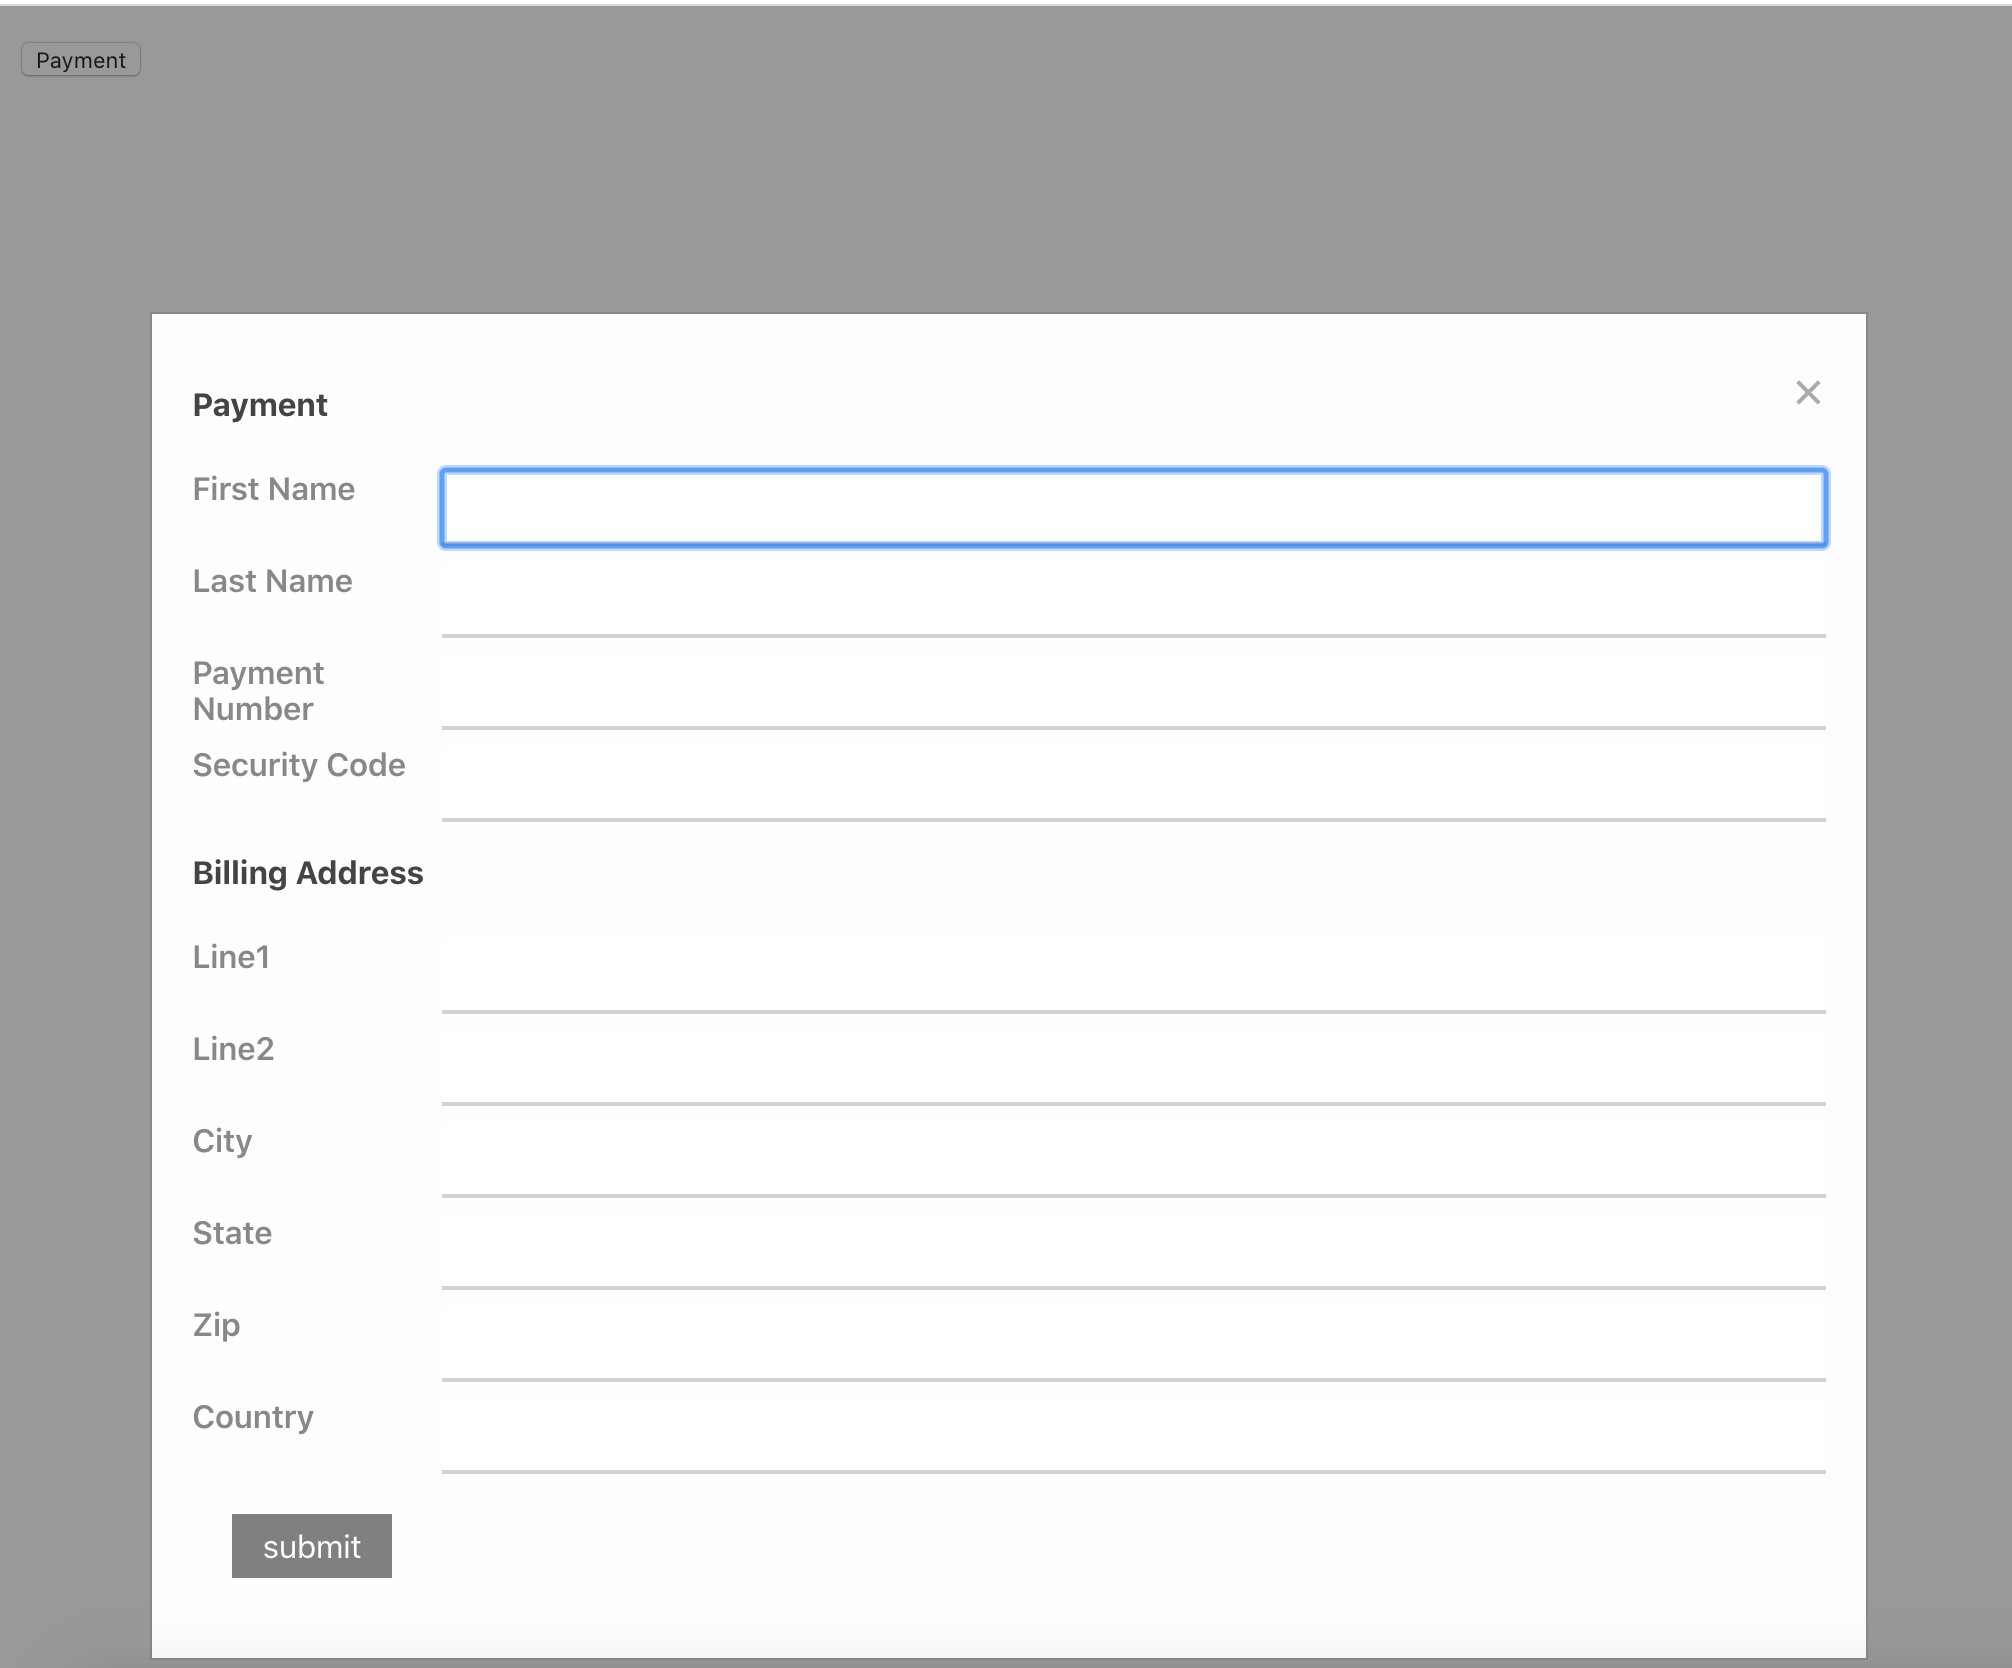 Payment
Payment
First Name
Last Name
Payment
Number
Security Code
Billing Address
Line1
Line2
City
State
Zip
Country
submit